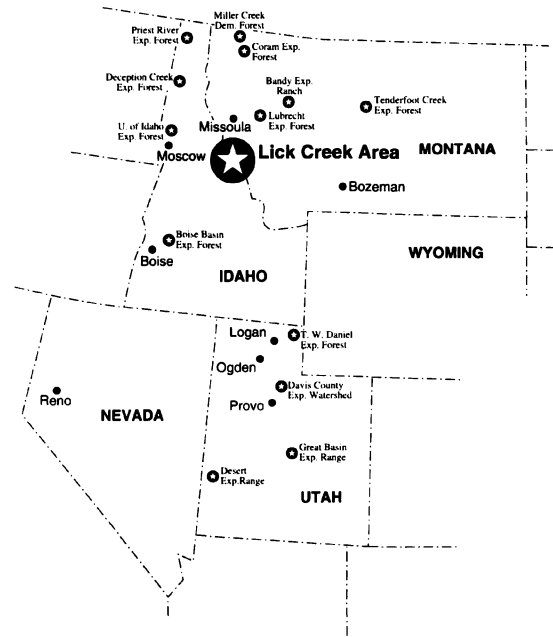 Miller Creek
Dem. Forest
Priest River
Exp. Forest
Coram Exp.
Forest
Deception Creek
Exp. Forest
Bandy Exp.
Ranch
Tenderfoot Creek
Exp. Forest
Lubrecht
Exp. Forest
U. of Idaho
Exp. Forest
Missoula
Moscow
Lick Creek Area
MONTANA
Bozeman
Boise Basin
Exp. Forest
Boise
WYOMING
IDAHO
Logan
T. W. Daniel
Exp. Forest
Ogden
Davis County
Exp. Watershed
Reno
Provo
NEVADA
Great Basin
Exp. Range
Desert
Exp.Range
UTAH